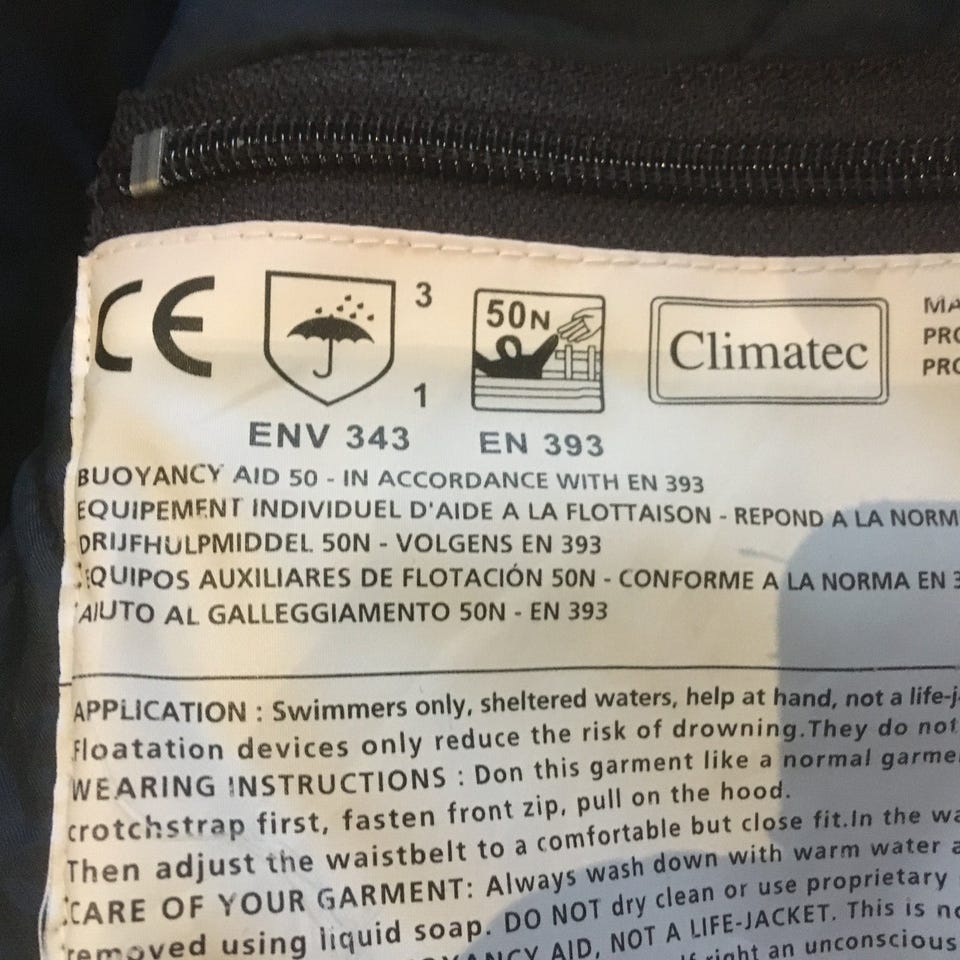 CE
3
1
50N
Climatec
MA
PRO
PRO
ENV 343
EN 393
BUOYANCY AID 50 - IN ACCORDANCE WITH EN 393
EQUIPEMENT INDIVIDUEL D'AIDE A LA FLOTTAISON - REPOND A LA NORM
DRIJFHULPMIDDEL 50N - VOLGENS EN 393
EQUIPOS AUXILIARES DE FLOTACIÓN 50N - CONFORME A LA NORMA EN 3
AIUTO AL GALLEGGIAMENTO 50N - EN 393
APPLICATION : Swimmers only, sheltered waters, help at hand, not a life-j
Floatation devices only reduce the risk of drowning.They do not
WEARING INSTRUCTIONS : Don this garment like a normal garme
crotchstrap first, fasten front zip, pull on the hood.
Then adjust the waistbelt to a comfortable but close fit.In the wa
CARE OF YOUR GARMENT: Always wash down with warm water a
removed using liquid soap. DO NOT dry clean or use proprietary
BUOYANCY AID, NOT A LIFE-JACKET. This is no
right an unconscious